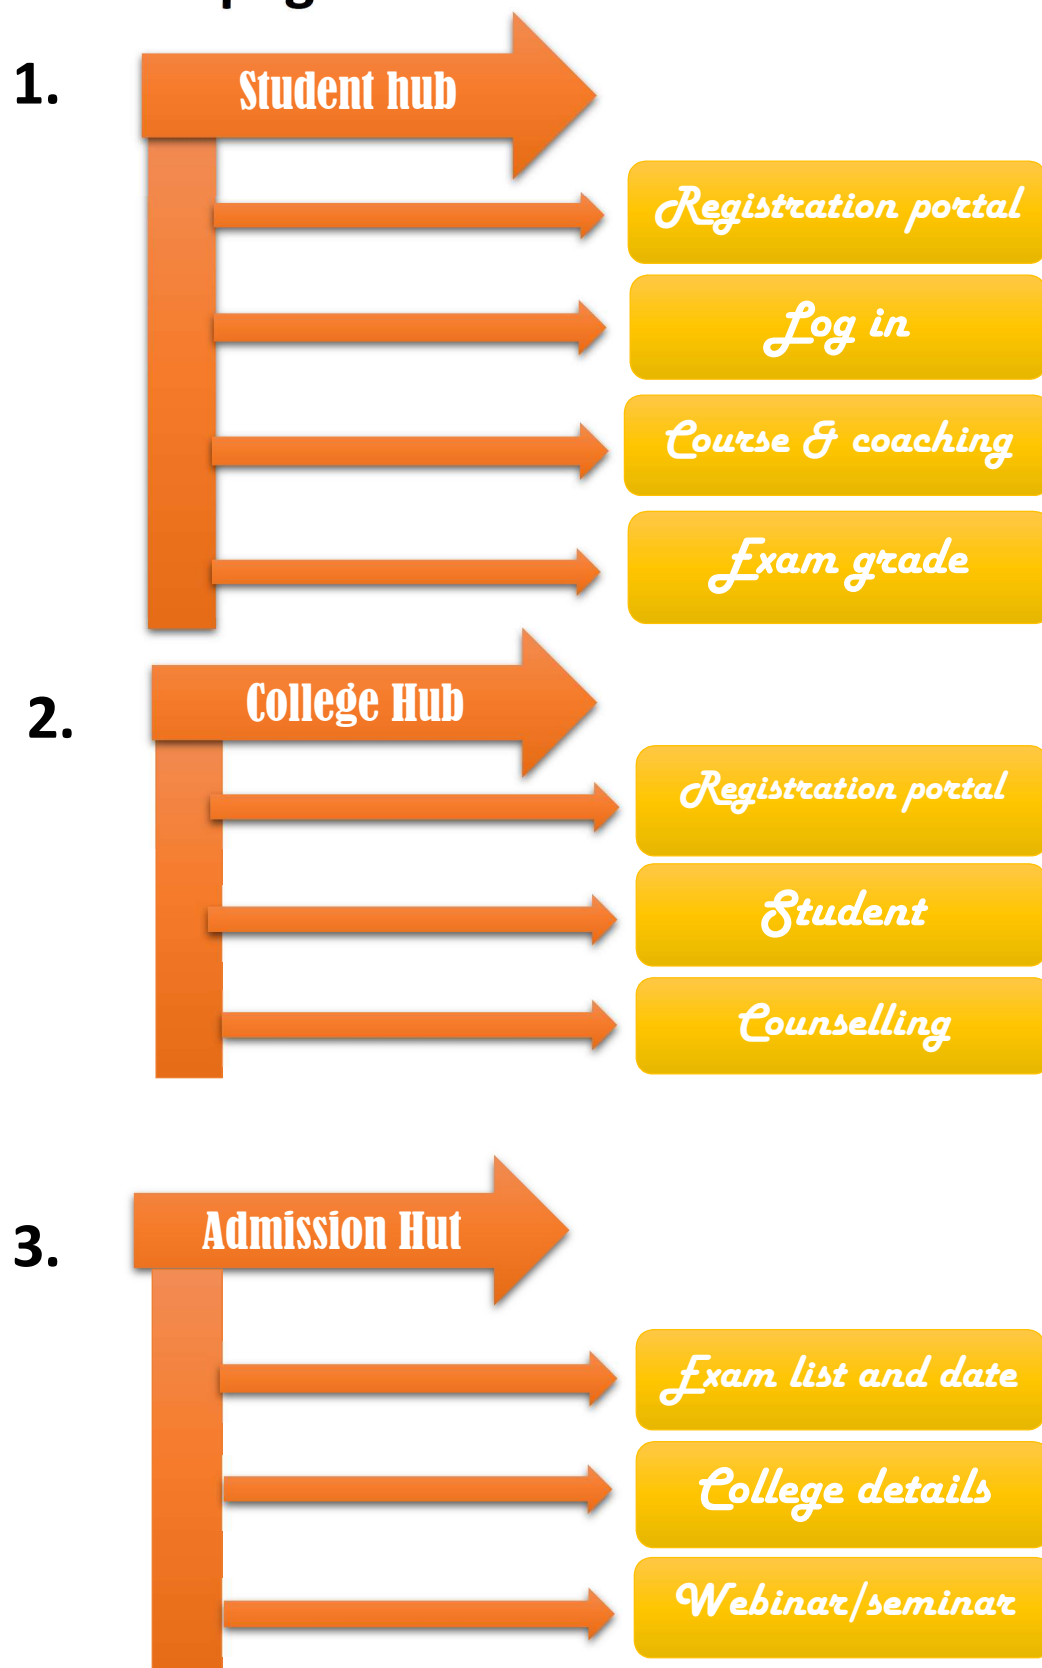 1.
Student hub
Registration portal
Log in
Course & coaching
Exam grade
2.
College Hub
Registration portal
Student
Counselling
3.
Admission Hut
Exam list and date
College details
Webinar/seminar